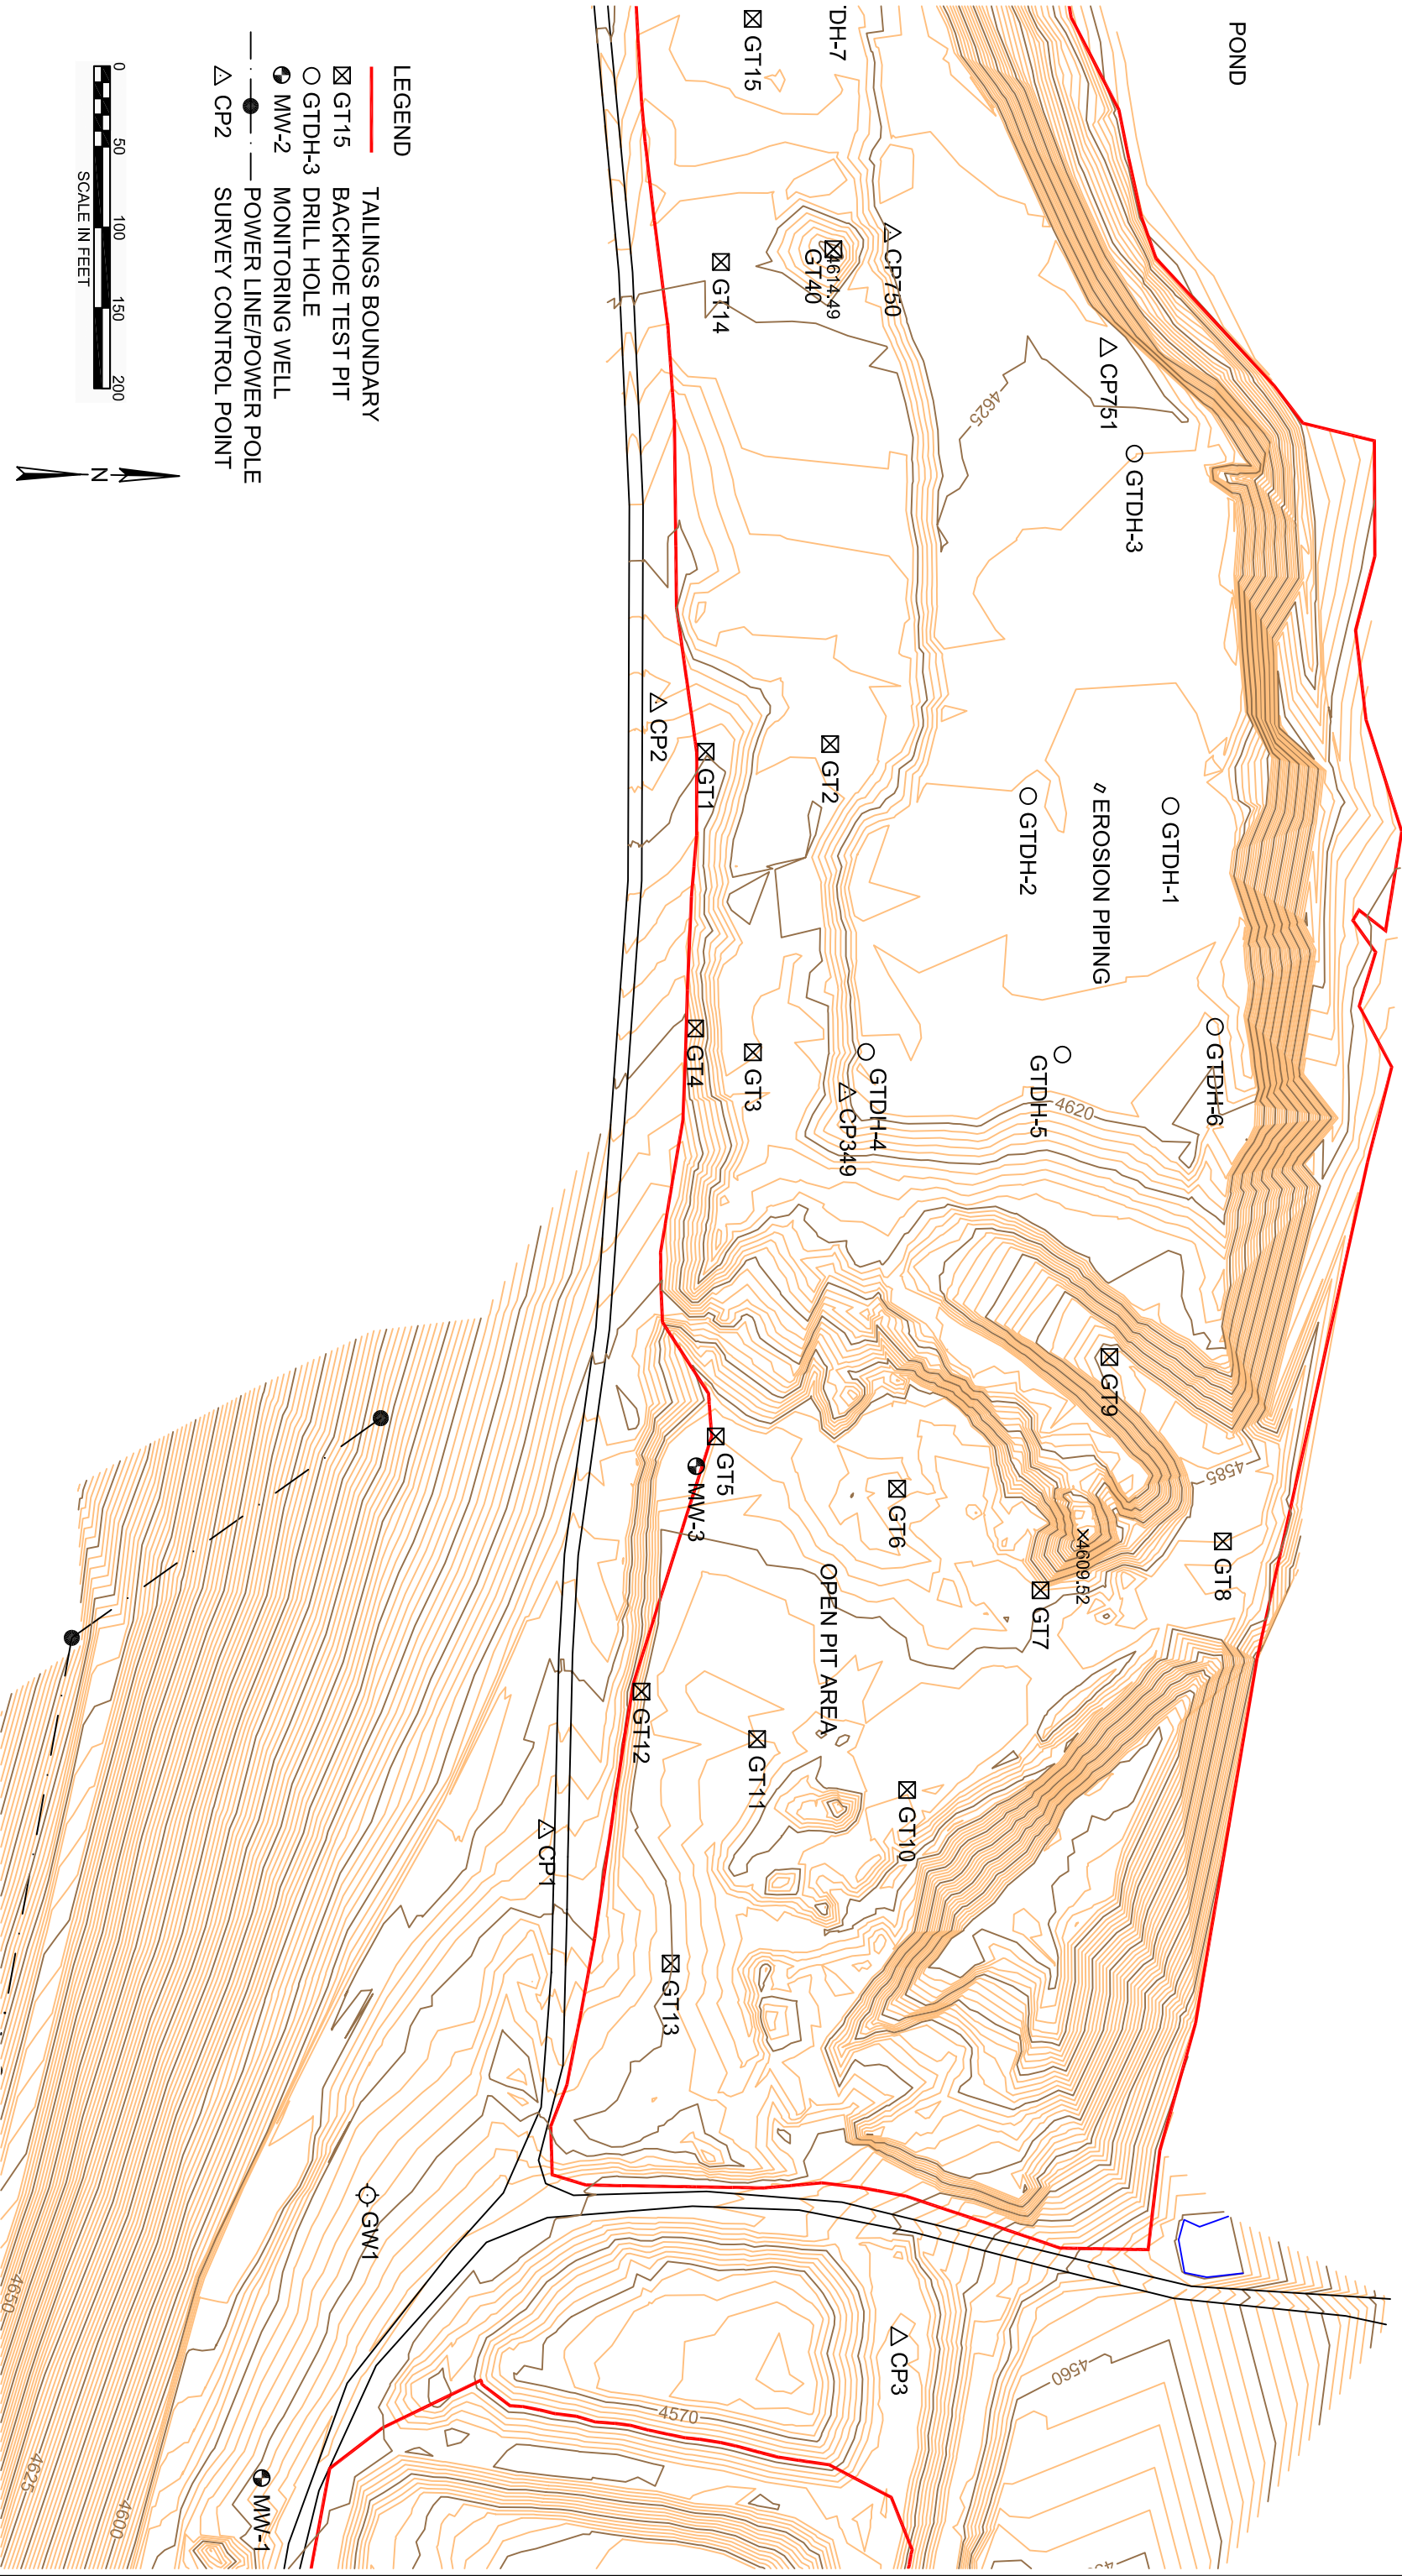 POND
DH-7
GT15
CP750
4614.49
GT40
GT14
CP751
4625
GTDH-3
CP2
GT1
GT2
GTDH-2
EROSION PIPING
GTDH-1
GTDH-6
GTDH-5
4620
GTDH-4
CP349
GT3
GT4
GT9
4585
GT8
GT5
MW-3
GT6
x4609.52
GT7
OPEN PIT AREA
GT12
GT11
GT10
CP1
GT13
GW1
CP3
4560
4570
4650
4625
4600
MW-1
LEGEND
TAILINGS BOUNDARY
GT15 BACKHOE TEST PIT
GTDH-3 DRILL HOLE
MW-2 MONITORING WELL
POWER LINE/POWER POLE
CP2 SURVEY CONTROL POINT
0 50 100 150 200
SCALE IN FEET
N